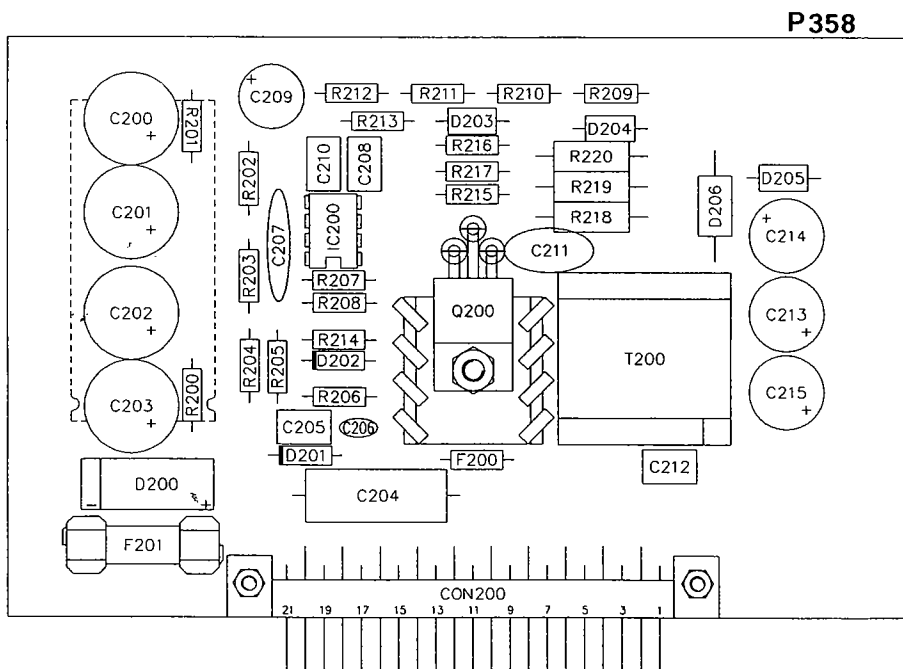 P358
C200
R201
C209
R212
R211
R210
R209
R213
D203
D204
R216
C210
C208
R220
R202
R217
R219
D206
D205
R215
C201
C207
IC200
R218
C211
C214
R203
R207
R208
C202
Q200
C213
R214
D202
T200
R204
R205
R200
R206
C203
C215
C205
C206
D201
F200
C212
D200
- +
C204
F201
CON200
21 19 17 15 13 11 9 7 5 3 1